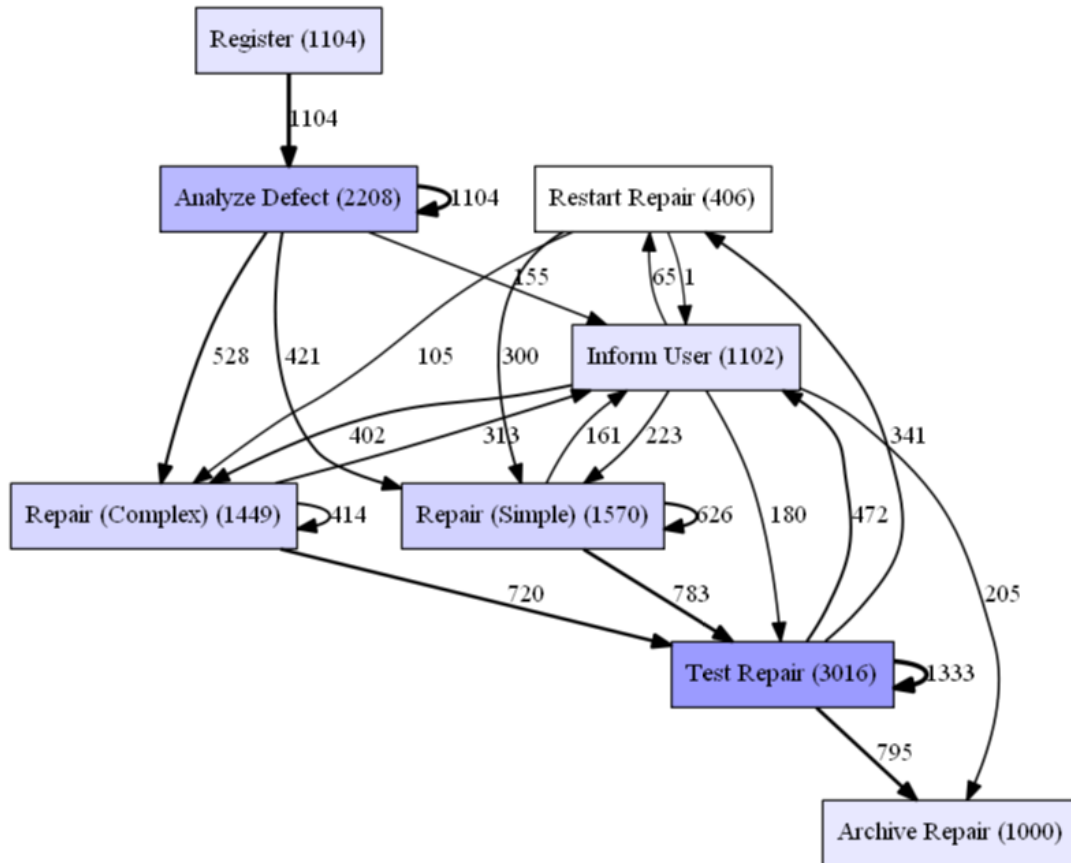 Register (1104)
1104
Analyze Defect (2208)
1104
Restart Repair (406)
155
65
1
528
421
105
300
Inform User (1102)
402
313
161
223
341
Repair (Complex) (1449)
414
Repair (Simple) (1570)
626
180
472
720
783
205
Test Repair (3016)
1333
795
Archive Repair (1000)